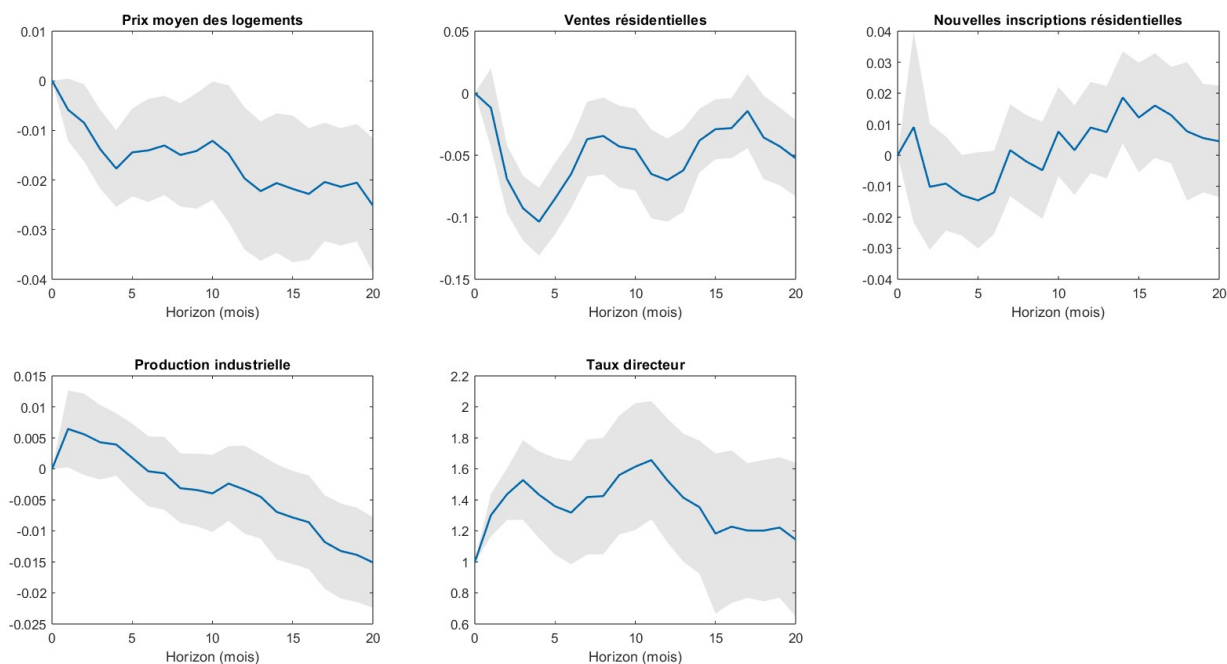 Prix moyen des logements
0.01
0
-0.01
-0.02
-0.03
-0.04
0 5 10 15 20
Horizon (mois)
Ventes résidentielles
0.05
0
-0.05
-0.1
-0.15
0 5 10 15 20
Horizon (mois)
Nouvelles inscriptions résidentielles
0.04
0.03
0.02
0.01
0
-0.01
-0.02
-0.03
-0.04
0 5 10 15 20
Horizon (mois)
Production industrielle
0.015
0.01
0.005
0
-0.005
-0.01
-0.015
-0.02
-0.025
0 5 10 15 20
Horizon (mois)
Taux directeur
2.2
2
1.8
1.6
1.4
1.2
1
0.8
0.6
0 5 10 15 20
Horizon (mois)